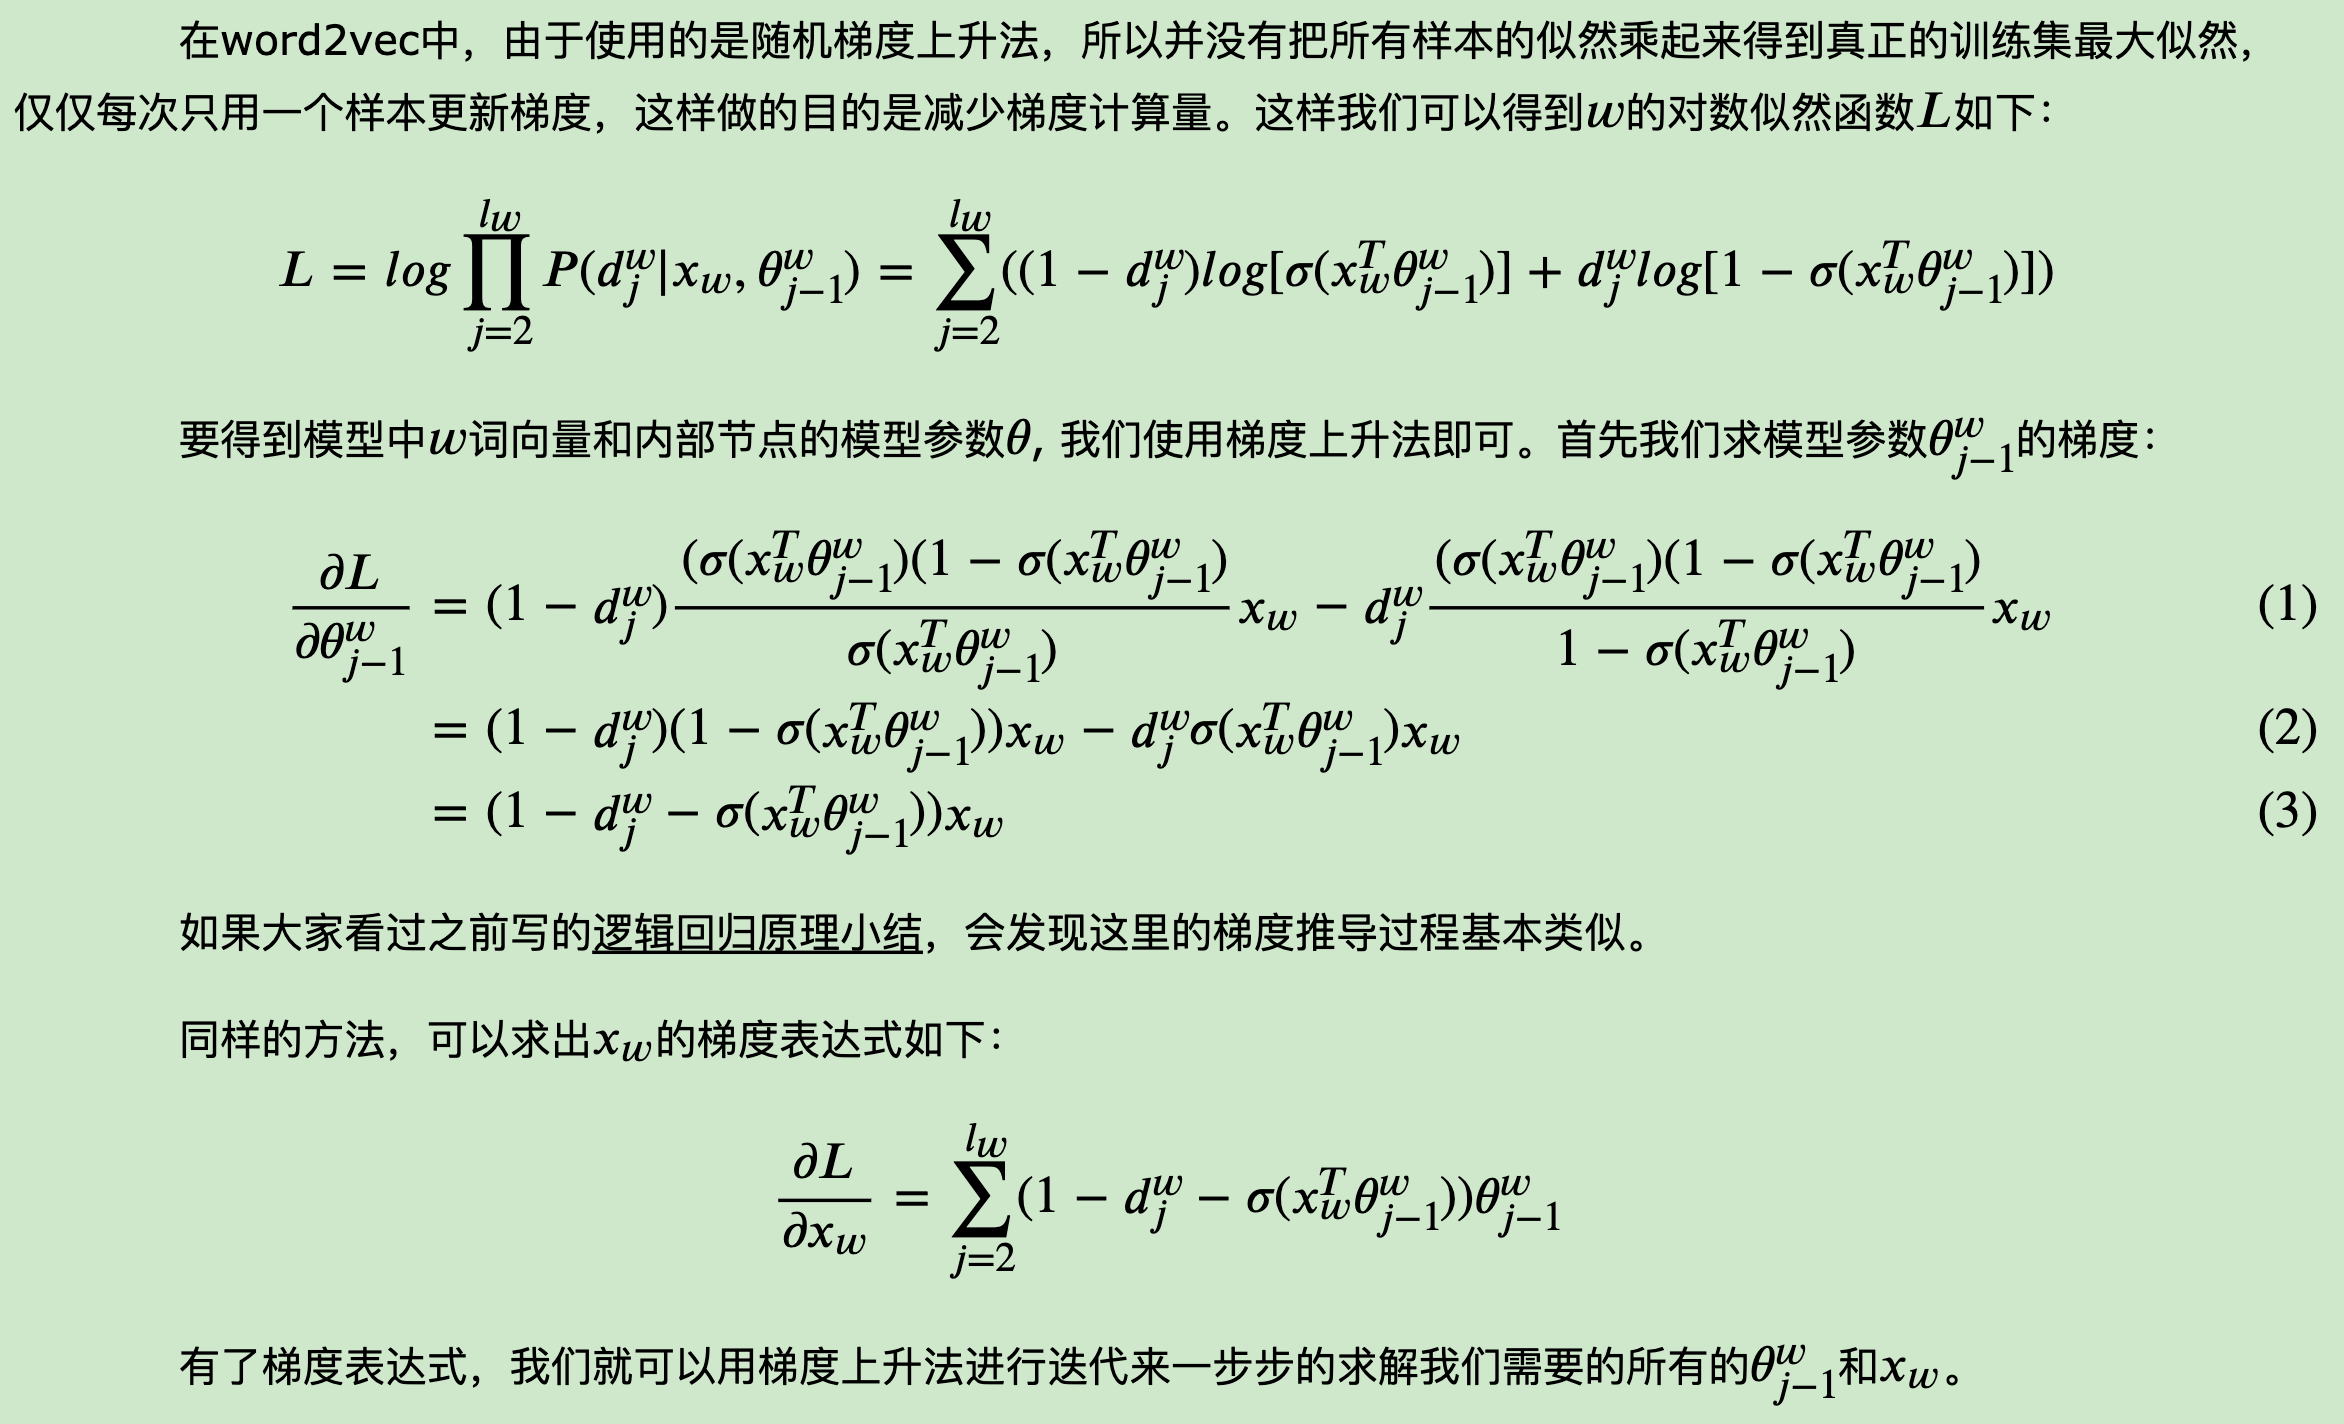 在word2vec中，由于使用的是随机梯度上升法，所以并没有把所有样本的似然乘起来得到真正的训练集最大似然，
仅仅每次只用一个样本更新梯度，这样做的目的是减少梯度计算量。这样我们可以得到$w$的对数似然函数$L$如下：
$L = log \prod_{j=2}^{l_w} P(d_j^w|x_w, \theta_{j-1}^w) = \sum_{j=2}^{l_w} ((1-d_j^w)log[\sigma(x_w^T\theta_{j-1}^w)] + d_j^w log[1-\sigma(x_w^T\theta_{j-1}^w)])$
要得到模型中$w$词向量和内部节点的模型参数$\theta$, 我们使用梯度上升法即可。首先我们求模型参数$\theta_{j-1}^w$的梯度：
$\frac{\partial L}{\partial \theta_{j-1}^w} = (1-d_j^w)\frac{(\sigma(x_w^T\theta_{j-1}^w)(1-\sigma(x_w^T\theta_{j-1}^w)}{\sigma(x_w^T\theta_{j-1}^w)}x_w - d_j^w\frac{(\sigma(x_w^T\theta_{j-1}^w)(1-\sigma(x_w^T\theta_{j-1}^w)}{1-\sigma(x_w^T\theta_{j-1}^w)}x_w$ (1)
$= (1-d_j^w)(1-\sigma(x_w^T\theta_{j-1}^w))x_w - d_j^w\sigma(x_w^T\theta_{j-1}^w)x_w$ (2)
$= (1-d_j^w-\sigma(x_w^T\theta_{j-1}^w))x_w$ (3)
如果大家看过之前写的逻辑回归原理小结，会发现这里的梯度推导过程基本类似。
同样的方法，可以求出$x_w$的梯度表达式如下：
$\frac{\partial L}{\partial x_w} = \sum_{j=2}^{l_w} (1-d_j^w-\sigma(x_w^T\theta_{j-1}^w))\theta_{j-1}^w$
有了梯度表达式，我们就可以用梯度上升法进行迭代来一步步的求解我们需要的所有的$\theta_{j-1}^w$和$x_w$。